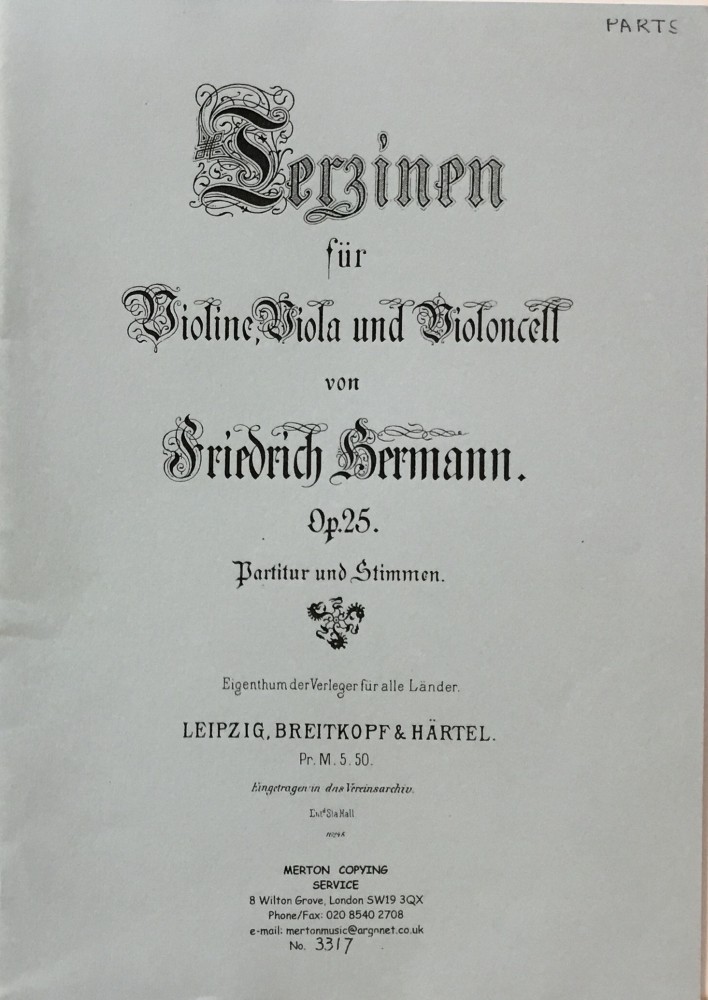 PARTS
Terzinen
für
Violine, Viola und Violoncell
von
Friedrich Hermann.
Op. 25.
Partitur und Stimmen.
Eigenthum der Verleger für alle Länder.
LEIPZIG, BREITKOPF & HÄRTEL.
Pr. M. 5. 50.
Eingetragen in das Vereinsarchiv.
Entd Sta Hall.
MERTON COPYING
SERVICE
8 Wilton Grove, London SW19 3QX
Phone/Fax: 020 8540 2708
e-mail: mertonmusic@argonet.co.uk
No. 3317